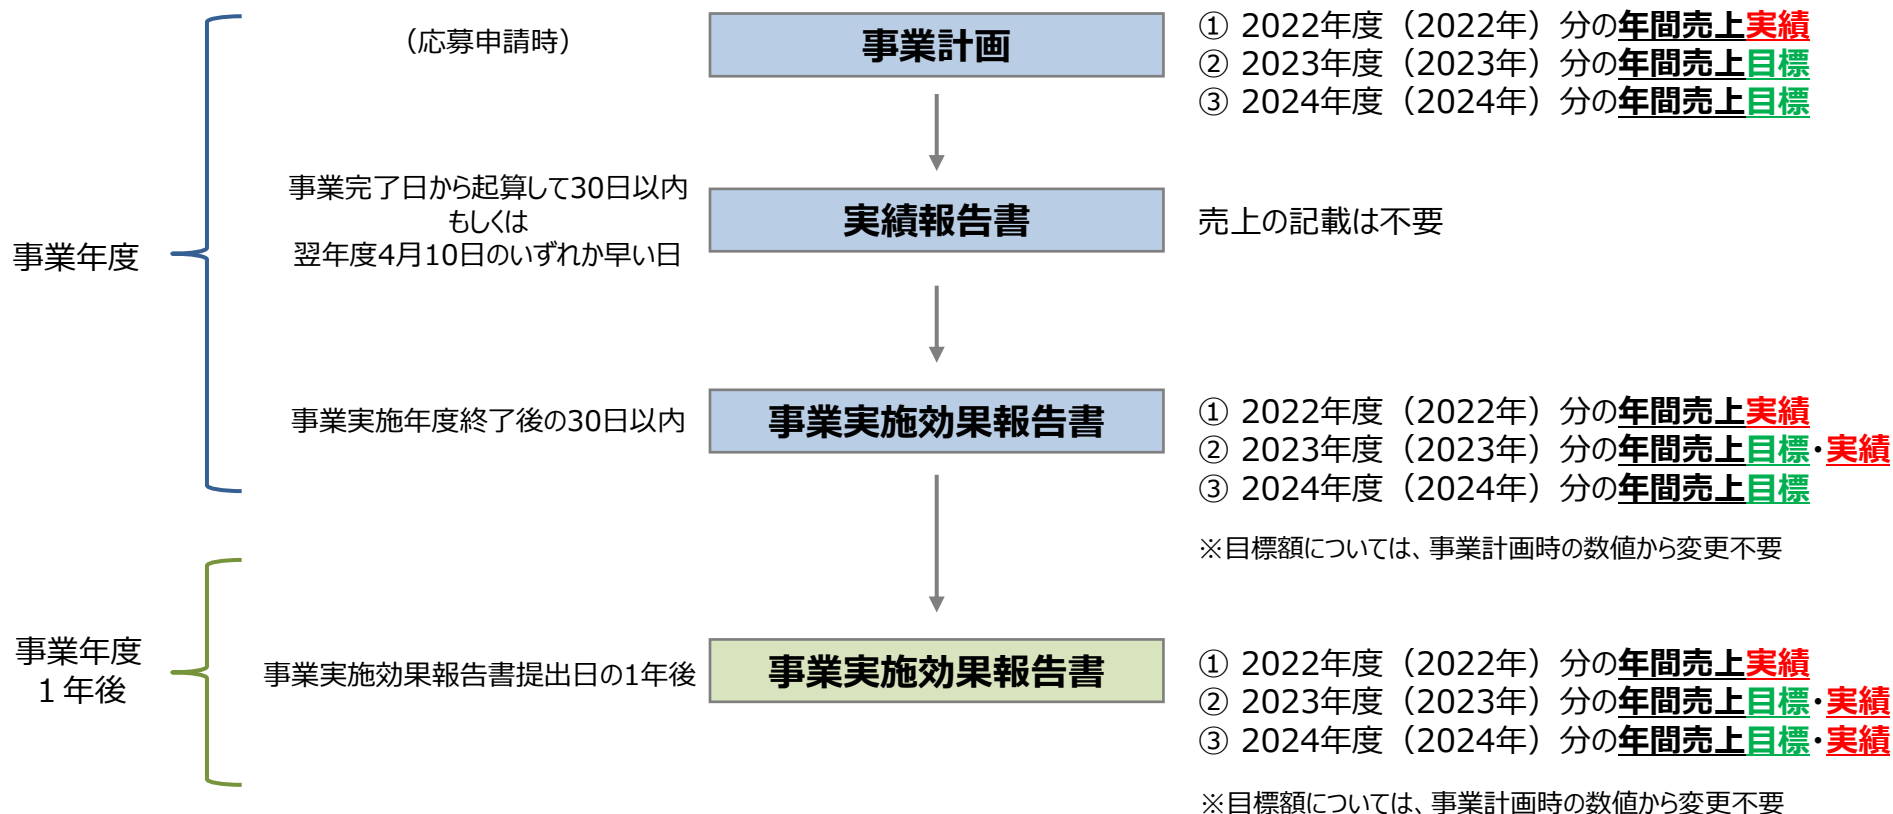 （応募申請時）
事業計画
① 2022年度（2022年）分の年間売上実績
② 2023年度（2023年）分の年間売上目標
③ 2024年度（2024年）分の年間売上目標
事業年度
事業完了日から起算して30日以内
もしくは
翌年度4月10日のいずれか早い日
実績報告書
売上の記載は不要
事業実施年度終了後の30日以内
事業実施効果報告書
① 2022年度（2022年）分の年間売上実績
② 2023年度（2023年）分の年間売上目標・実績
③ 2024年度（2024年）分の年間売上目標
※目標額については、事業計画時の数値から変更不要
事業年度
１年後
事業実施効果報告書提出日の1年後
事業実施効果報告書
① 2022年度（2022年）分の年間売上実績
② 2023年度（2023年）分の年間売上目標・実績
③ 2024年度（2024年）分の年間売上目標・実績
※目標額については、事業計画時の数値から変更不要